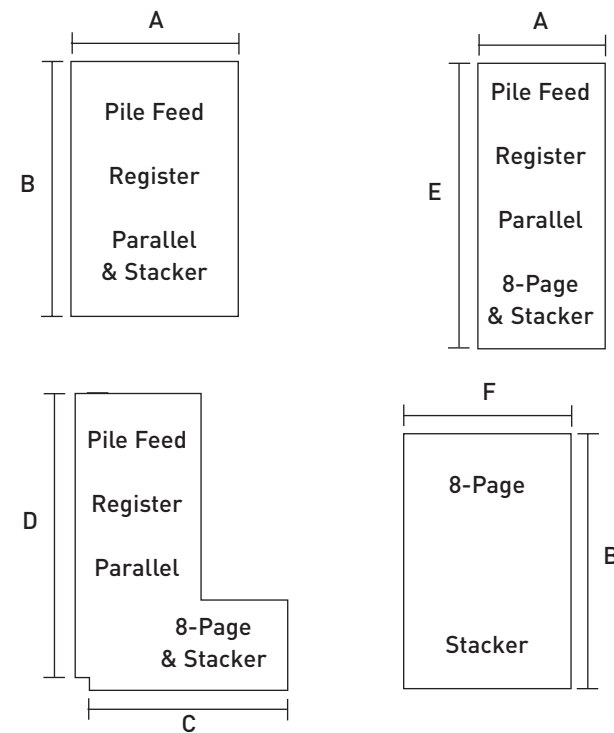 A
B
Pile Feed
Register
Parallel
& Stacker
A
E
Pile Feed
Register
Parallel
8-Page
& Stacker
D
Pile Feed
Register
Parallel
8-Page
& Stacker
C
F
8-Page
B
Stacker